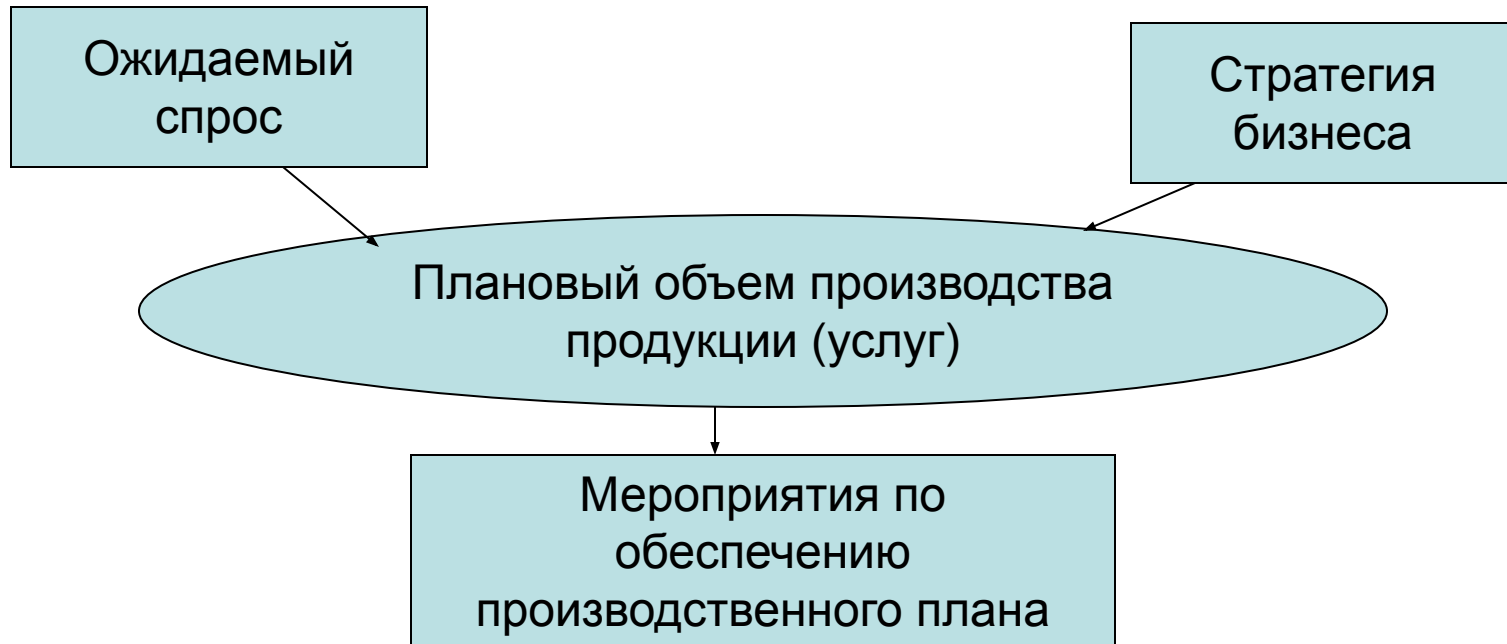 Ожидаемый
спрос
Стратегия
бизнеса
Плановый объем производства
продукции (услуг)
Мероприятия по
обеспечению
производственного плана